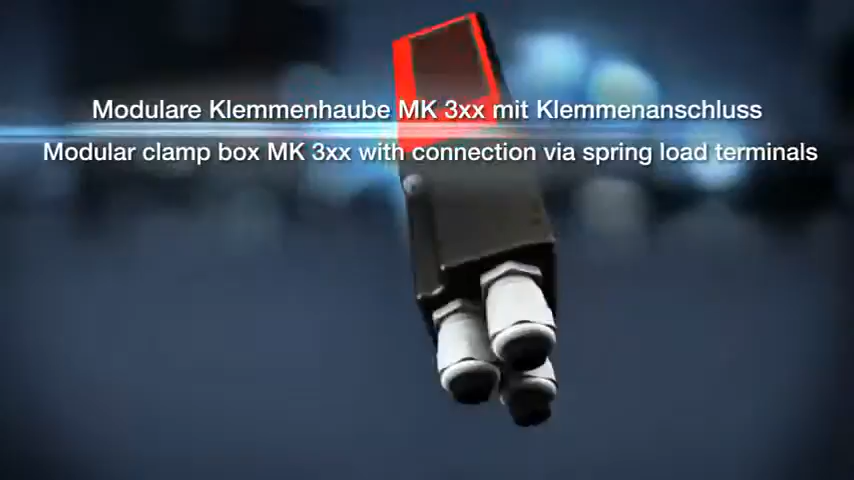 Modulare Klemmenhaube MK 3xx mit Klemmenanschluss
Modular clamp box MK 3xx with connection via spring load terminals